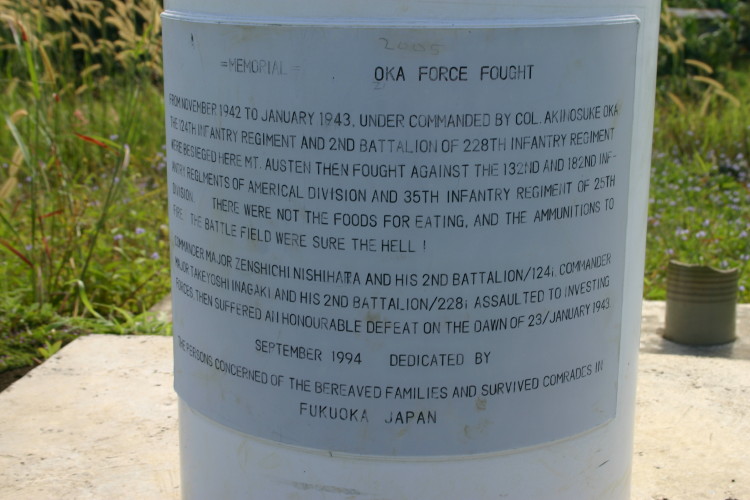 2005
=MEMORIAL= OKA FORCE FOUGHT
FROM NOVEMBER 1942 TO JANUARY 1943, UNDER COMMANDED BY COL. AKINOSUKE OKA
THE 124TH INFANTRY REGIMENT AND 2ND BATTALION OF 228TH INFANTRY REGIMENT
WERE BESIEGED HERE MT. AUSTEN THEN FOUGHT AGAINST THE 132ND AND 182ND INF-
ANTRY REGIMENTS OF AMERICAL DIVISION AND 35TH INFANTRY REGIMENT OF 25TH
DIVISION. THERE WERE NOT THE FOODS FOR EATING, AND THE AMMUNITIONS TO
FIRE. THE BATTLE FIELD WERE SURE THE HELL !
COMMANDER MAJOR ZENSHICHI NISHIHATA AND HIS 2ND BATTALION/124i, COMMANDER
MAJOR TAKEYOSHI INAGAKI AND HIS 2ND BATTALION/228i ASSAULTED TO INVESTING
FORCES, THEN SUFFERED AN HONOURABLE DEFEAT ON THE DAWN OF 23/JANUARY 1943
SEPTEMBER 1994 DEDICATED BY
THE PERSONS CONCERNED OF THE BEREAVED FAMILIES AND SURVIVED COMRADES IN
FUKUOKA JAPAN